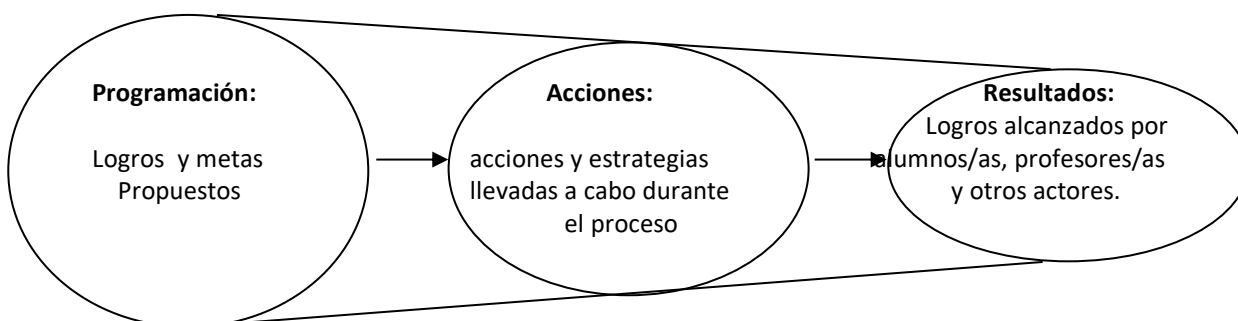 Programación:
Logros y metas
Propuestos
Acciones:
acciones y estrategias
llevadas a cabo durante
el proceso
Resultados:
Logros alcanzados por
alumnos/as, profesores/as
y otros actores.